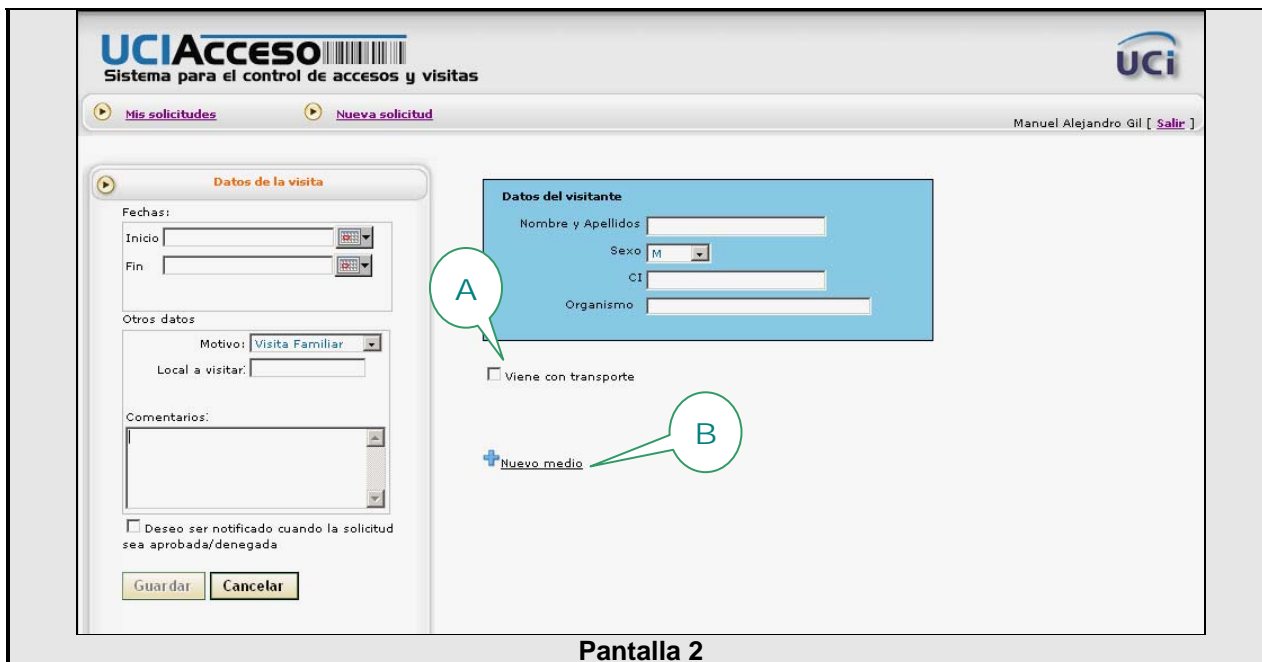 UCIACCESO
Sistema para el control de accesos y visitas
UCi
Mis solicitudes
Nueva solicitud
Manuel Alejandro Gil [ Salir ]
Datos de la visita
Fechas:
Inicio
Fin
Otros datos
Motivo: Visita Familiar
Local a visitar:
Comentarios:
Deseo ser notificado cuando la solicitud
sea aprobada/denegada
Guardar
Cancelar
Datos del visitante
Nombre y Apellidos
Sexo M
CI
Organismo
A
Viene con transporte
B
Nuevo medio
Pantalla 2